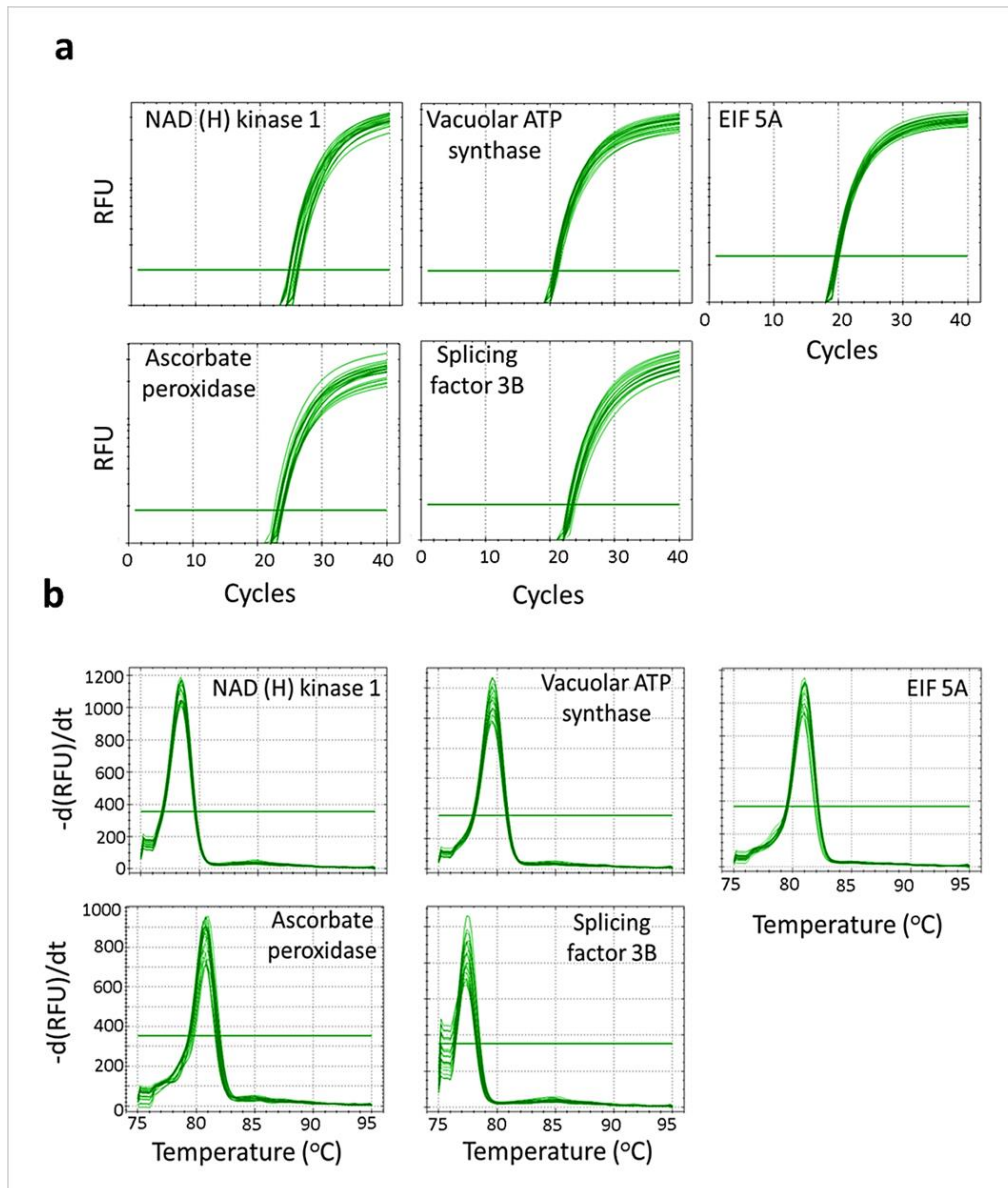 a
NAD (H) kinase 1
Vacuolar ATP
synthase
EIF 5A
RFU
0 10 20 30 40
Cycles
Ascorbate
peroxidase
Splicing
factor 3B
RFU
0 10 20 30 40
Cycles
0 10 20 30 40
Cycles
b
NAD (H) kinase 1
Vacuolar ATP
synthase
EIF 5A
-d(RFU)/dt
1200
1000
800
600
400
200
0
75 80 85 90 95
Temperature (°C)
Ascorbate
peroxidase
Splicing
factor 3B
-d(RFU)/dt
1000
800
600
400
200
0
75 80 85 90 95
Temperature (°C)
75 80 85 90 95
Temperature (°C)